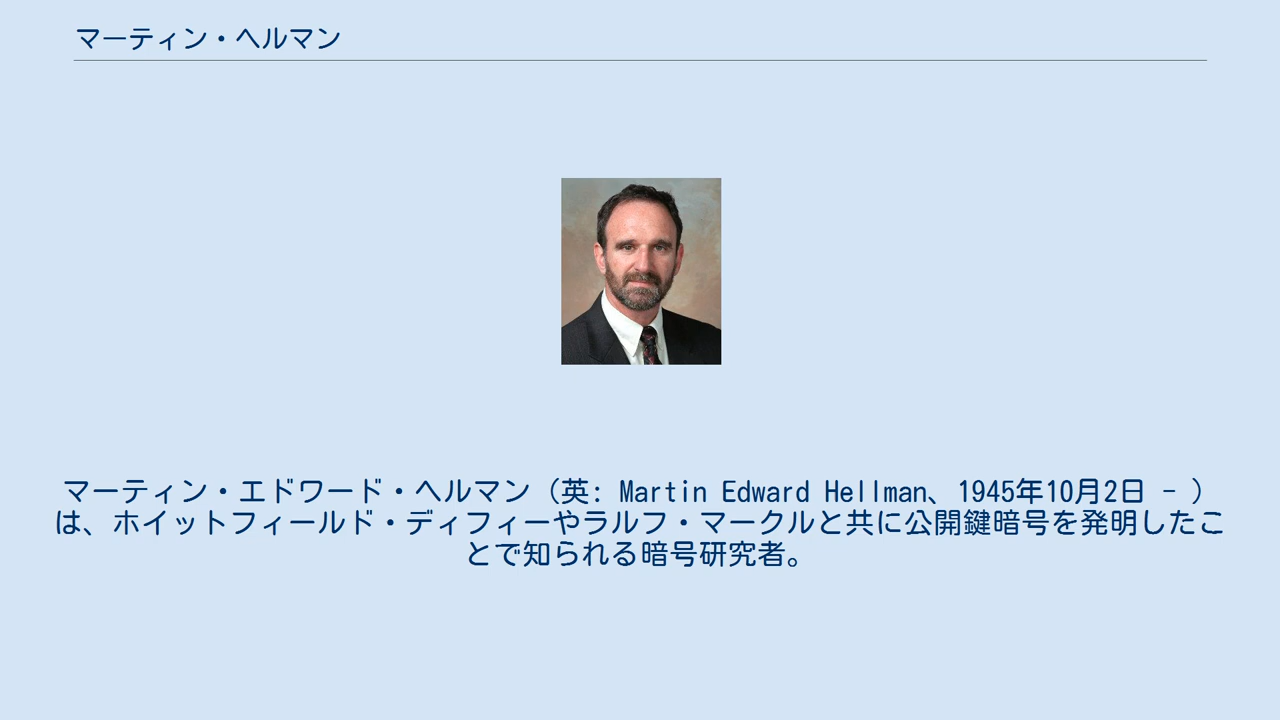 マーティン・ヘルマン
マーティン・エドワード・ヘルマン（英: Martin Edward Hellman、1945年10月2日 - ）
は、ホイットフィールド・ディフィーやラルフ・マークルと共に公開鍵暗号を発明したこ
とで知られる暗号研究者。